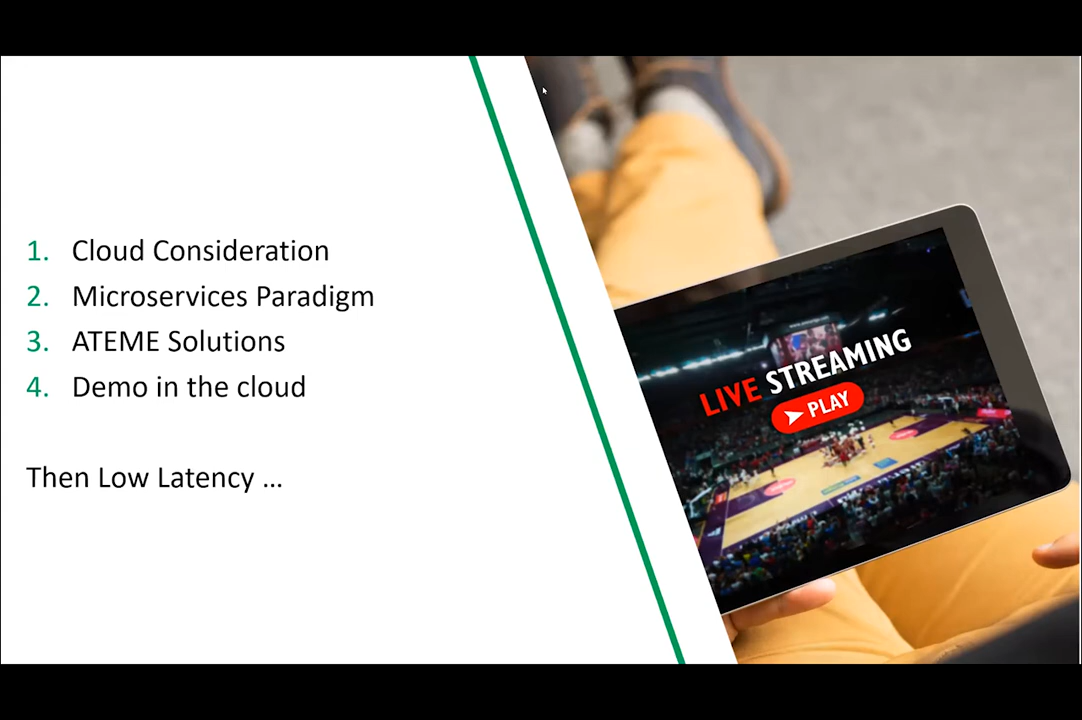 1. Cloud Consideration
2. Microservices Paradigm
3. ATEME Solutions
4. Demo in the cloud
Then Low Latency ...
LIVE STREAMING
PLAY